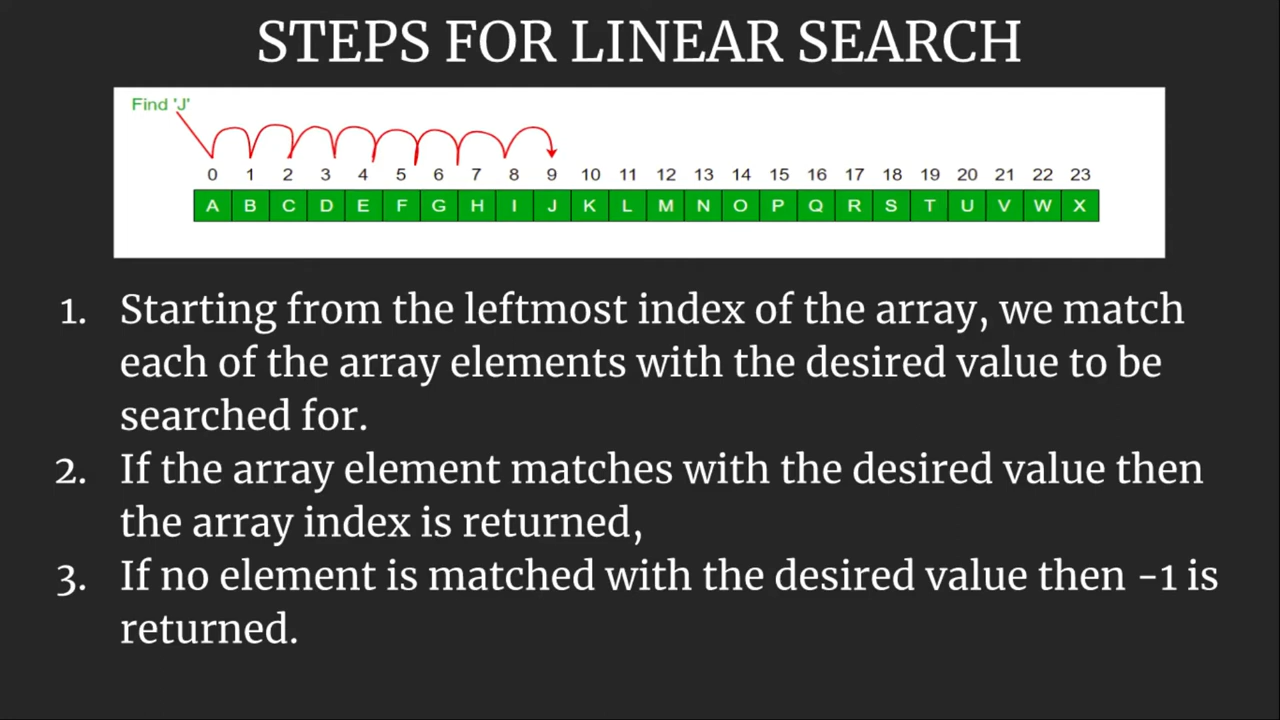 STEPS FOR LINEAR SEARCH
Find 'J'
0 1 2 3 4 5 6 7 8 9 10 11 12 13 14 15 16 17 18 19 20 21 22 23
A B C D E F G H I J K L M N O P Q R S T U V W X
1. Starting from the leftmost index of the array, we match
each of the array elements with the desired value to be
searched for.
2. If the array element matches with the desired value then
the array index is returned,
3. If no element is matched with the desired value then -1 is
returned.